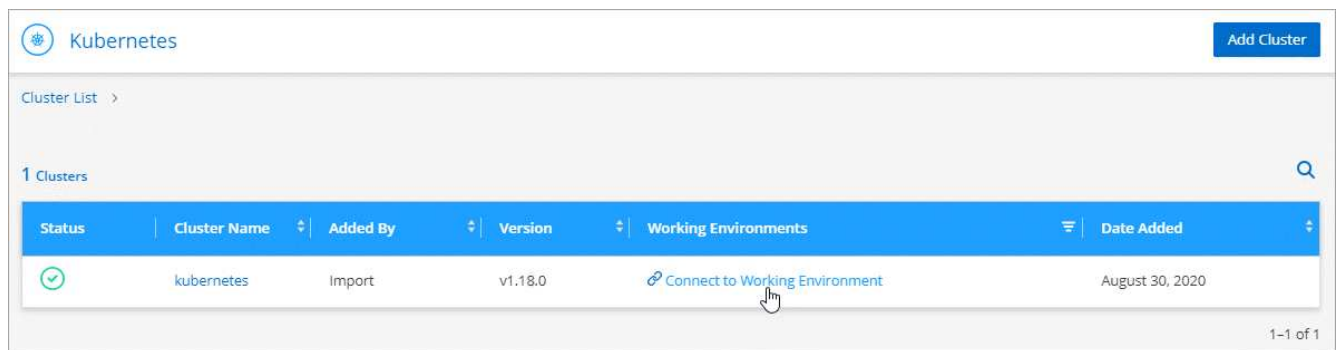 Kubernetes
Add Cluster
Cluster List >
1 Clusters
Status Cluster Name Added By Version Working Environments Date Added
kubernetes Import v1.18.0 Connect to Working Environment August 30, 2020
1–1 of 1